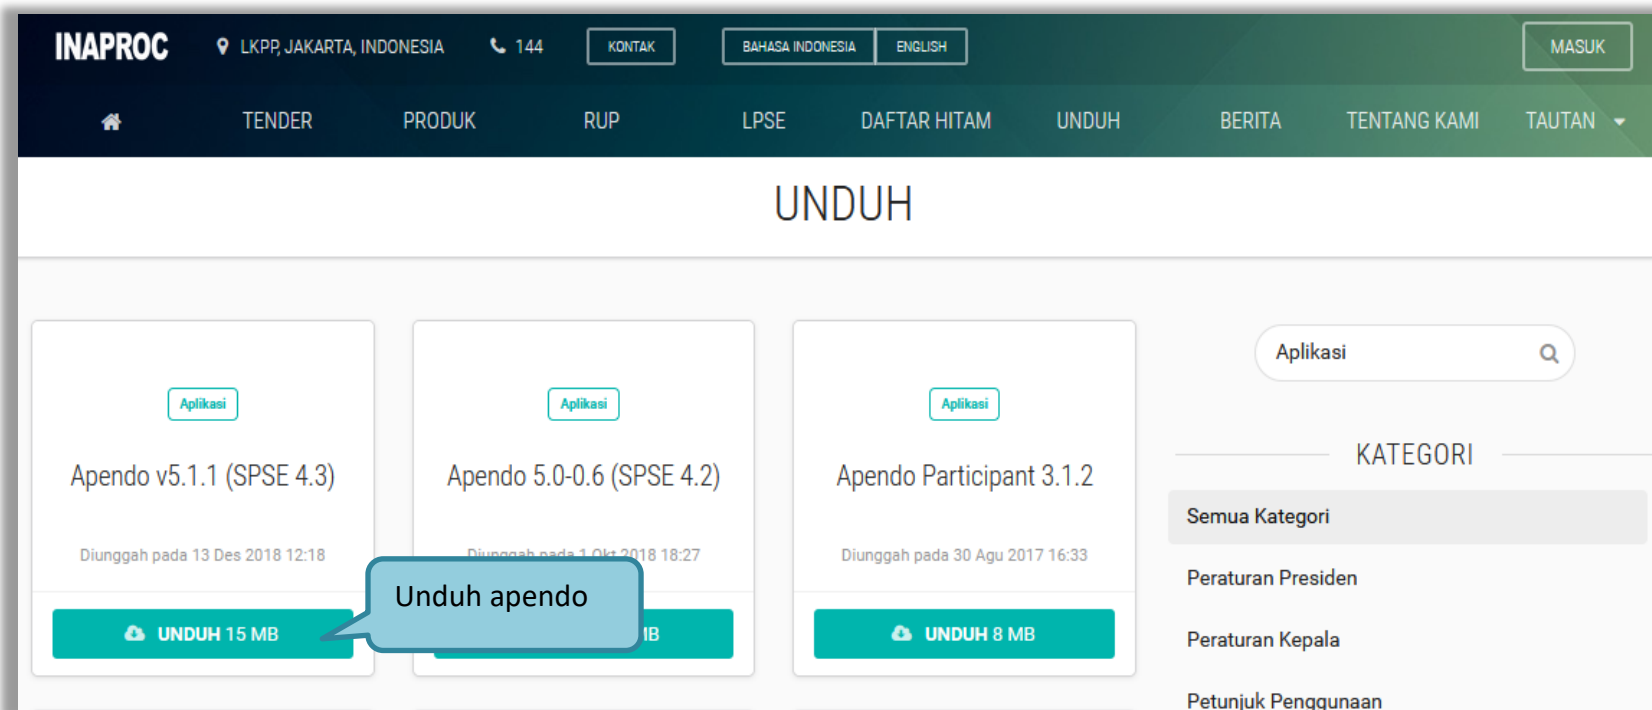 INAPROC LKPP, JAKARTA, INDONESIA 144 KONTAK BAHASA INDONESIA ENGLISH MASUK
TENDER PRODUK RUP LPSE DAFTAR HITAM UNDUH BERITA TENTANG KAMI TAUTAN
UNDUH
Aplikasi
Apendo v5.1.1 (SPSE 4.3)
Diunggah pada 13 Des 2018 12:18
UNDUH 15 MB
Aplikasi
Apendo 5.0-0.6 (SPSE 4.2)
Diunggah pada 1 Okt 2018 18:27
MB
Unduh apendo
Aplikasi
Apendo Participant 3.1.2
Diunggah pada 30 Agu 2017 16:33
UNDUH 8 MB
Aplikasi
KATEGORI
Semua Kategori
Peraturan Presiden
Peraturan Kepala
Petunjuk Penggunaan